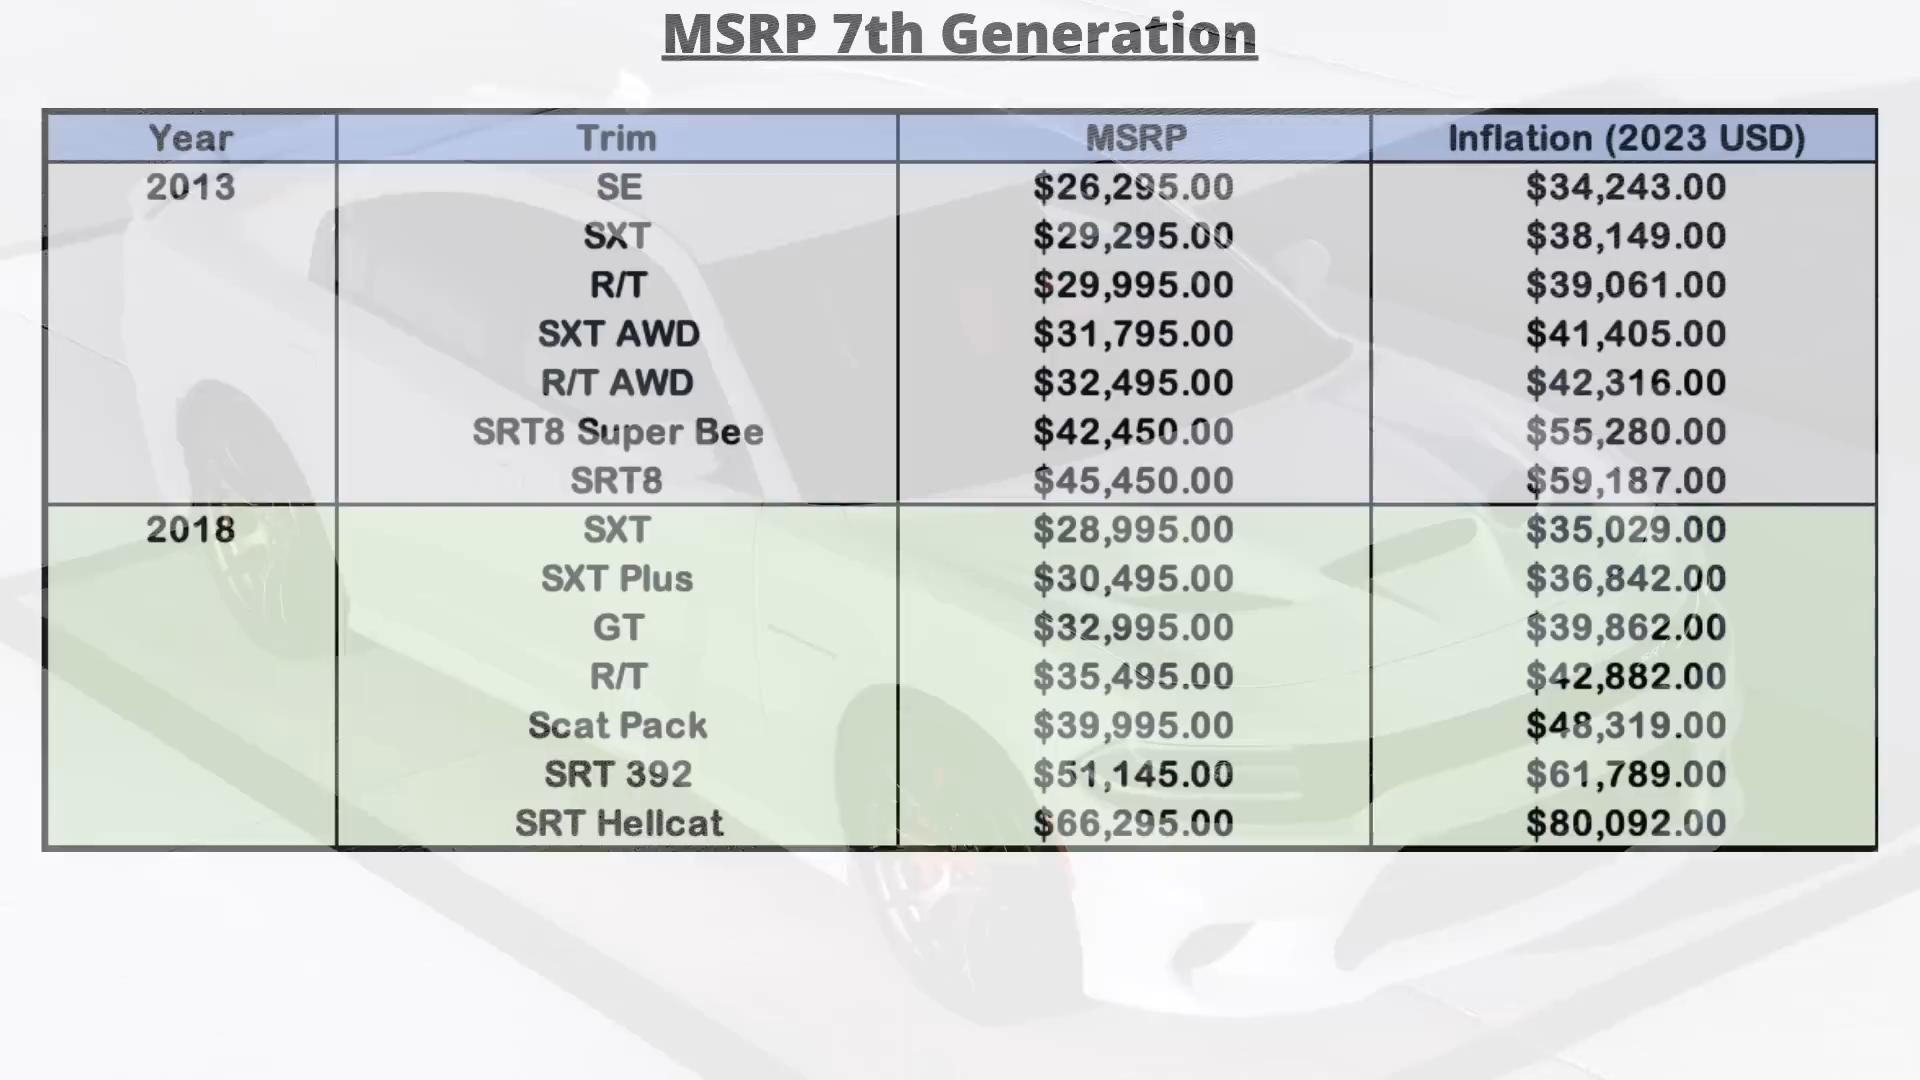 MSRP 7th Generation
Year Trim MSRP Inflation (2023 USD)
2013 SE $26,295.00 $34,243.00
SXT $29,295.00 $38,149.00
R/T $29,995.00 $39,061.00
SXT AWD $31,795.00 $41,405.00
R/T AWD $32,495.00 $42,316.00
SRT8 Super Bee $42,450.00 $55,280.00
SRT8 $45,450.00 $59,187.00
2018 SXT $28,995.00 $35,029.00
SXT Plus $30,495.00 $36,842.00
GT $32,995.00 $39,862.00
R/T $35,495.00 $42,882.00
Scat Pack $39,995.00 $48,319.00
SRT 392 $51,145.00 $61,789.00
SRT Hellcat $66,295.00 $80,092.00